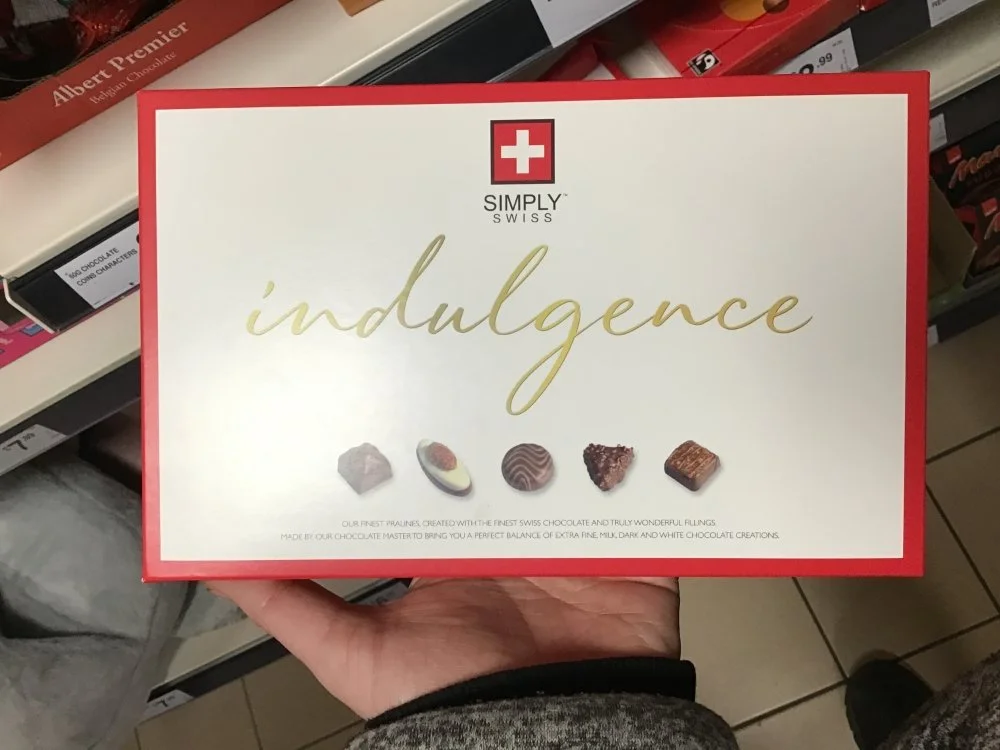 Albert Premier
Belgian Chocolate
.99
SIMPLY™
SWISS
indulgence
80G CHOCOLATE
COINS CHARACTERS
OUR FINEST PRALINES, CREATED WITH THE FINEST SWISS CHOCOLATE AND TRULY WONDERFUL FILLINGS.
MADE BY OUR CHOCOLATE MASTER TO BRING YOU A PERFECT BALANCE OF EXTRA FINE, MILK, DARK AND WHITE CHOCOLATE CREATIONS.